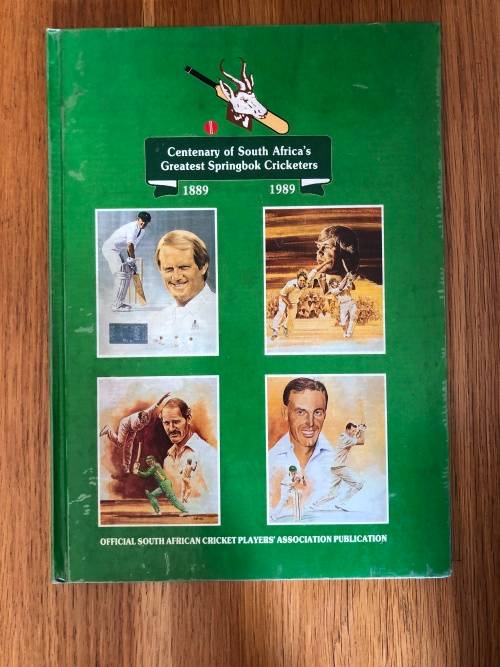 Centenary of South Africa's
Greatest Springbok Cricketers
1889 1989
OFFICIAL SOUTH AFRICAN CRICKET PLAYERS' ASSOCIATION PUBLICATION